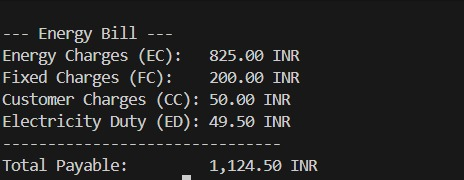 --- Energy Bill ---
Energy Charges (EC):   825.00 INR
Fixed Charges (FC):    200.00 INR
Customer Charges (CC): 50.00 INR
Electricity Duty (ED): 49.50 INR
-------------------------------
Total Payable:         1,124.50 INR